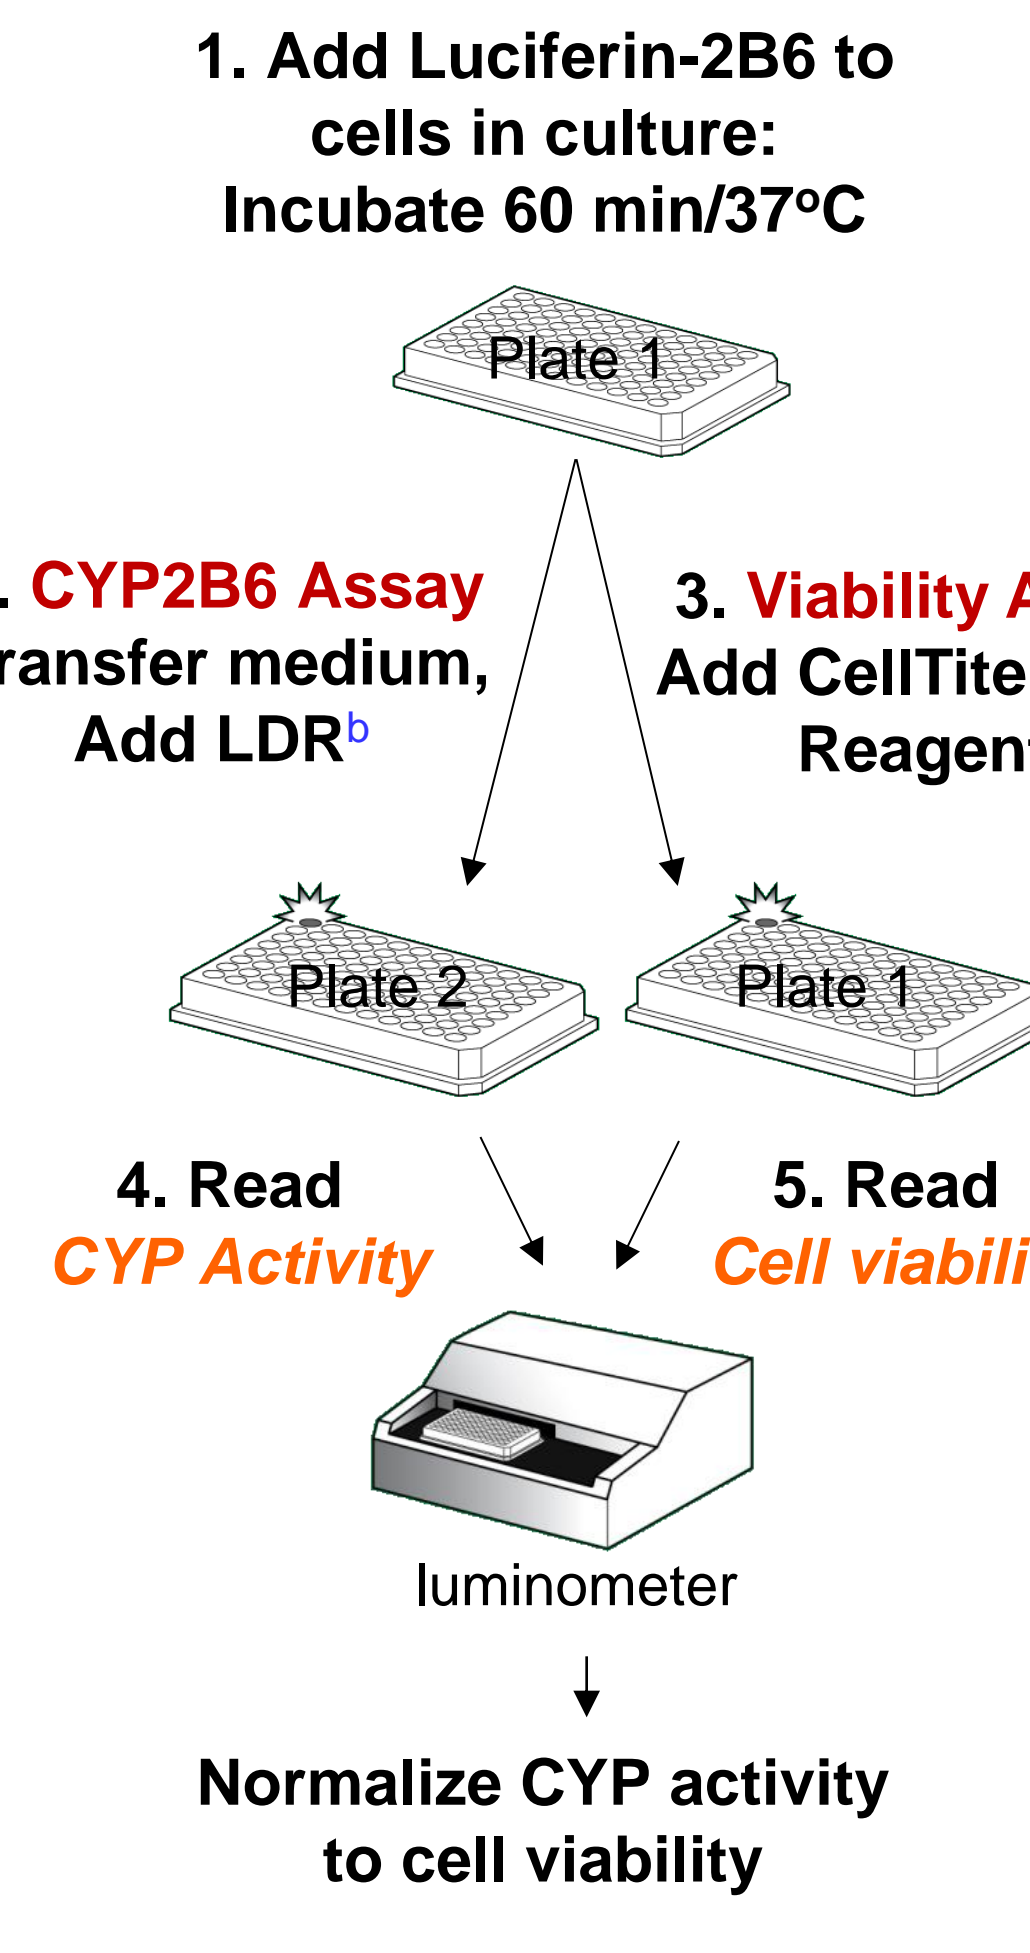 1. Add Luciferin-2B6 to
cells in culture:
Incubate 60 min/37oC
Plate 1
. CYP2B6 Assay
ransfer medium,
Add LDRb
3. Viability A
Add CellTite
Reagent
Plate 2
Plate 1
4. Read
CYP Activity
5. Read
Cell viabili
luminometer
Normalize CYP activity
to cell viability